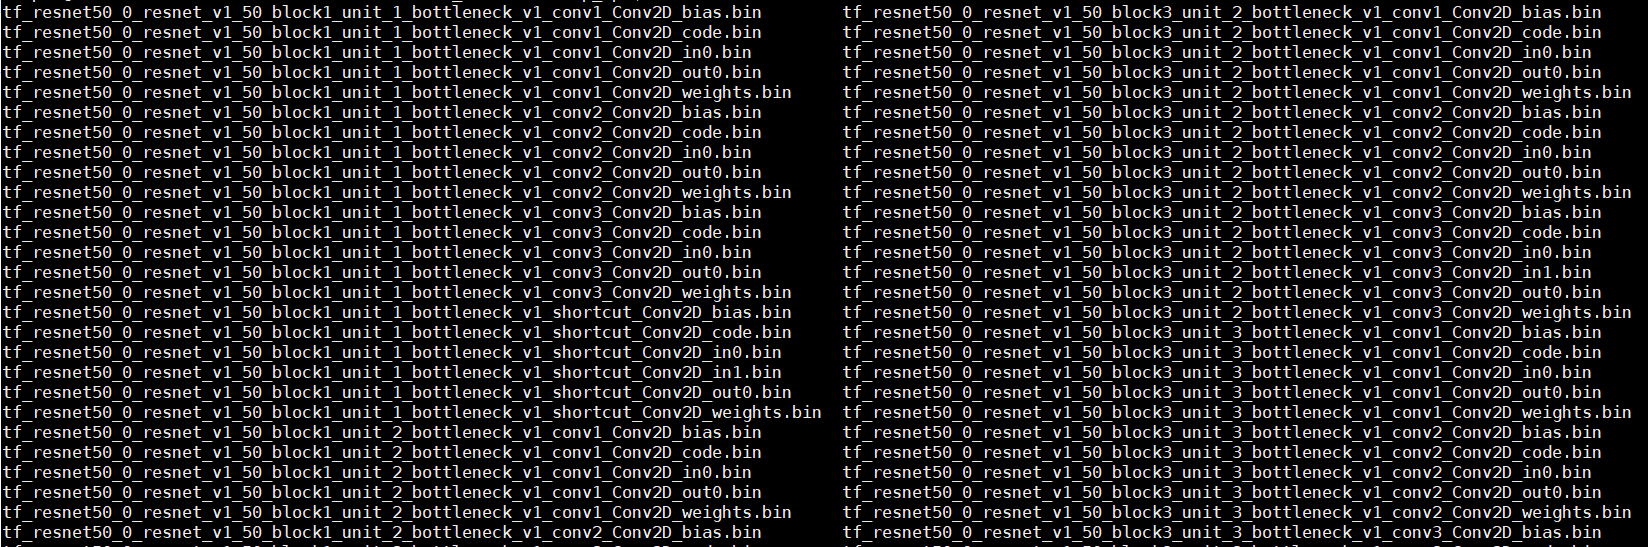 tf_resnet50_0_resnet_v1_50_block1_unit_1_bottleneck_v1_conv1_Conv2D_bias.bin tf_resnet50_0_resnet_v1_50_block3_unit_2_bottleneck_v1_conv1_Conv2D_bias.bin
tf_resnet50_0_resnet_v1_50_block1_unit_1_bottleneck_v1_conv1_Conv2D_code.bin tf_resnet50_0_resnet_v1_50_block3_unit_2_bottleneck_v1_conv1_Conv2D_code.bin
tf_resnet50_0_resnet_v1_50_block1_unit_1_bottleneck_v1_conv1_Conv2D_in0.bin tf_resnet50_0_resnet_v1_50_block3_unit_2_bottleneck_v1_conv1_Conv2D_in0.bin
tf_resnet50_0_resnet_v1_50_block1_unit_1_bottleneck_v1_conv1_Conv2D_out0.bin tf_resnet50_0_resnet_v1_50_block3_unit_2_bottleneck_v1_conv1_Conv2D_out0.bin
tf_resnet50_0_resnet_v1_50_block1_unit_1_bottleneck_v1_conv1_Conv2D_weights.bin tf_resnet50_0_resnet_v1_50_block3_unit_2_bottleneck_v1_conv1_Conv2D_weights.bin
tf_resnet50_0_resnet_v1_50_block1_unit_1_bottleneck_v1_conv2_Conv2D_bias.bin tf_resnet50_0_resnet_v1_50_block3_unit_2_bottleneck_v1_conv2_Conv2D_bias.bin
tf_resnet50_0_resnet_v1_50_block1_unit_1_bottleneck_v1_conv2_Conv2D_code.bin tf_resnet50_0_resnet_v1_50_block3_unit_2_bottleneck_v1_conv2_Conv2D_code.bin
tf_resnet50_0_resnet_v1_50_block1_unit_1_bottleneck_v1_conv2_Conv2D_in0.bin tf_resnet50_0_resnet_v1_50_block3_unit_2_bottleneck_v1_conv2_Conv2D_in0.bin
tf_resnet50_0_resnet_v1_50_block1_unit_1_bottleneck_v1_conv2_Conv2D_out0.bin tf_resnet50_0_resnet_v1_50_block3_unit_2_bottleneck_v1_conv2_Conv2D_out0.bin
tf_resnet50_0_resnet_v1_50_block1_unit_1_bottleneck_v1_conv2_Conv2D_weights.bin tf_resnet50_0_resnet_v1_50_block3_unit_2_bottleneck_v1_conv2_Conv2D_weights.bin
tf_resnet50_0_resnet_v1_50_block1_unit_1_bottleneck_v1_conv3_Conv2D_bias.bin tf_resnet50_0_resnet_v1_50_block3_unit_2_bottleneck_v1_conv3_Conv2D_bias.bin
tf_resnet50_0_resnet_v1_50_block1_unit_1_bottleneck_v1_conv3_Conv2D_code.bin tf_resnet50_0_resnet_v1_50_block3_unit_2_bottleneck_v1_conv3_Conv2D_code.bin
tf_resnet50_0_resnet_v1_50_block1_unit_1_bottleneck_v1_conv3_Conv2D_in0.bin tf_resnet50_0_resnet_v1_50_block3_unit_2_bottleneck_v1_conv3_Conv2D_in0.bin
tf_resnet50_0_resnet_v1_50_block1_unit_1_bottleneck_v1_conv3_Conv2D_out0.bin tf_resnet50_0_resnet_v1_50_block3_unit_2_bottleneck_v1_conv3_Conv2D_in1.bin
tf_resnet50_0_resnet_v1_50_block1_unit_1_bottleneck_v1_conv3_Conv2D_weights.bin tf_resnet50_0_resnet_v1_50_block3_unit_2_bottleneck_v1_conv3_Conv2D_out0.bin
tf_resnet50_0_resnet_v1_50_block1_unit_1_bottleneck_v1_shortcut_Conv2D_bias.bin tf_resnet50_0_resnet_v1_50_block3_unit_2_bottleneck_v1_conv3_Conv2D_weights.bin
tf_resnet50_0_resnet_v1_50_block1_unit_1_bottleneck_v1_shortcut_Conv2D_code.bin tf_resnet50_0_resnet_v1_50_block3_unit_3_bottleneck_v1_conv1_Conv2D_bias.bin
tf_resnet50_0_resnet_v1_50_block1_unit_1_bottleneck_v1_shortcut_Conv2D_in0.bin tf_resnet50_0_resnet_v1_50_block3_unit_3_bottleneck_v1_conv1_Conv2D_code.bin
tf_resnet50_0_resnet_v1_50_block1_unit_1_bottleneck_v1_shortcut_Conv2D_in1.bin tf_resnet50_0_resnet_v1_50_block3_unit_3_bottleneck_v1_conv1_Conv2D_in0.bin
tf_resnet50_0_resnet_v1_50_block1_unit_1_bottleneck_v1_shortcut_Conv2D_out0.bin tf_resnet50_0_resnet_v1_50_block3_unit_3_bottleneck_v1_conv1_Conv2D_out0.bin
tf_resnet50_0_resnet_v1_50_block1_unit_1_bottleneck_v1_shortcut_Conv2D_weights.bin tf_resnet50_0_resnet_v1_50_block3_unit_3_bottleneck_v1_conv1_Conv2D_weights.bin
tf_resnet50_0_resnet_v1_50_block1_unit_2_bottleneck_v1_conv1_Conv2D_bias.bin tf_resnet50_0_resnet_v1_50_block3_unit_3_bottleneck_v1_conv2_Conv2D_bias.bin
tf_resnet50_0_resnet_v1_50_block1_unit_2_bottleneck_v1_conv1_Conv2D_code.bin tf_resnet50_0_resnet_v1_50_block3_unit_3_bottleneck_v1_conv2_Conv2D_code.bin
tf_resnet50_0_resnet_v1_50_block1_unit_2_bottleneck_v1_conv1_Conv2D_in0.bin tf_resnet50_0_resnet_v1_50_block3_unit_3_bottleneck_v1_conv2_Conv2D_in0.bin
tf_resnet50_0_resnet_v1_50_block1_unit_2_bottleneck_v1_conv1_Conv2D_out0.bin tf_resnet50_0_resnet_v1_50_block3_unit_3_bottleneck_v1_conv2_Conv2D_out0.bin
tf_resnet50_0_resnet_v1_50_block1_unit_2_bottleneck_v1_conv1_Conv2D_weights.bin tf_resnet50_0_resnet_v1_50_block3_unit_3_bottleneck_v1_conv2_Conv2D_weights.bin
tf_resnet50_0_resnet_v1_50_block1_unit_2_bottleneck_v1_conv2_Conv2D_bias.bin tf_resnet50_0_resnet_v1_50_block3_unit_3_bottleneck_v1_conv3_Conv2D_bias.bin